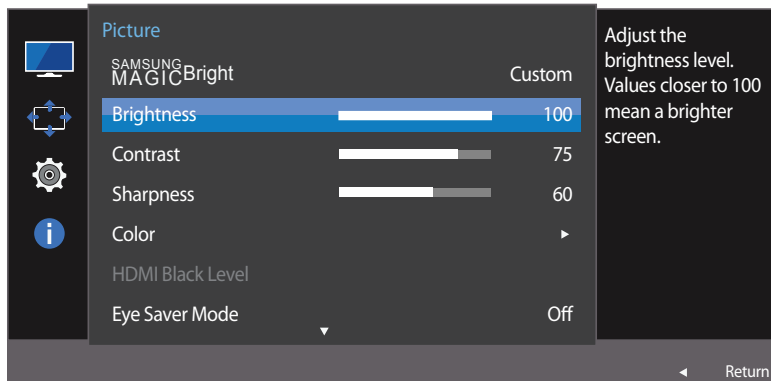 Picture
SAMSUNG
MAGICBright Custom
Brightness 100
Contrast 75
Sharpness 60
Color
HDMI Black Level
Eye Saver Mode Off
Adjust the
brightness level.
Values closer to 100
mean a brighter
screen.
Return